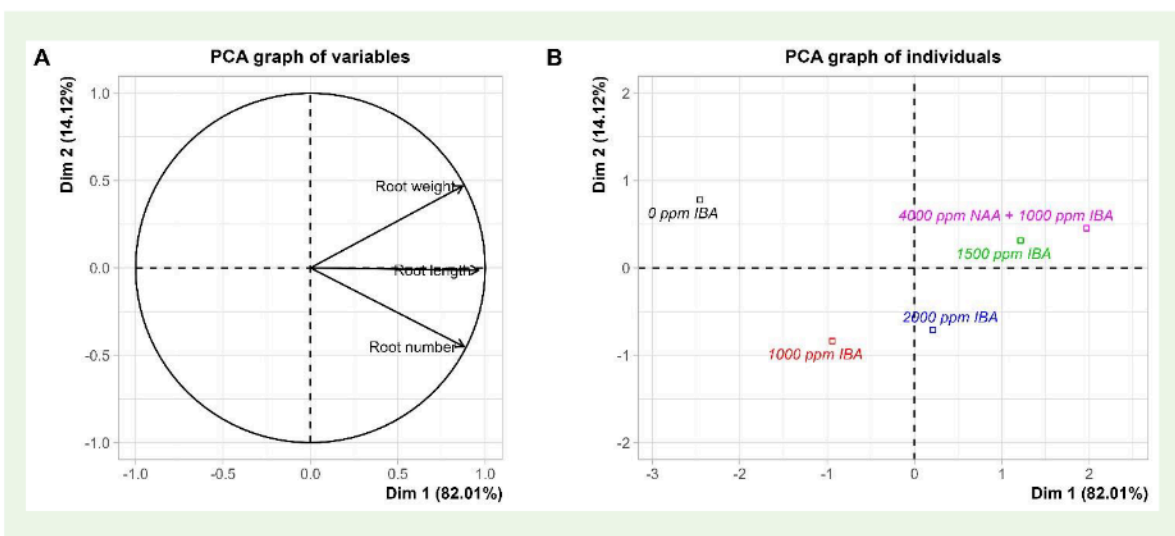 A
PCA graph of variables
Dim 2 (14.12%)
1.0
0.5
0.0
-0.5
-1.0
Root weight
Root length
Root number
-1.0 -0.5 0.0 0.5 1.0
Dim 1 (82.01%)
B
PCA graph of individuals
Dim 2 (14.12%)
2
1
0
-1
-2
0 ppm IBA
4000 ppm NAA + 1000 ppm IBA
1500 ppm IBA
2000 ppm IBA
1000 ppm IBA
-3 -2 -1 0 1 2
Dim 1 (82.01%)